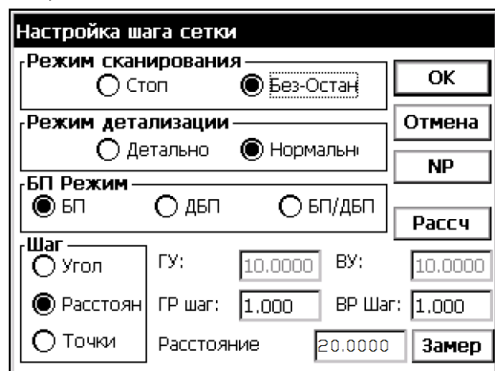 Настройка шага сетки
Режим сканирования
Стоп
Без-Остан
OK
Режим детализации
Детально
Нормальн
Отмена
NP
БП Режим
БП
ДБП
БП/ДБП
Рассч
Шаг
Угол
ГУ: 10.0000 ВУ: 10.0000
Расстоян
ГР шаг: 1.000 ВР Шаг: 1.000
Точки
Расстояние 20.0000 Замер